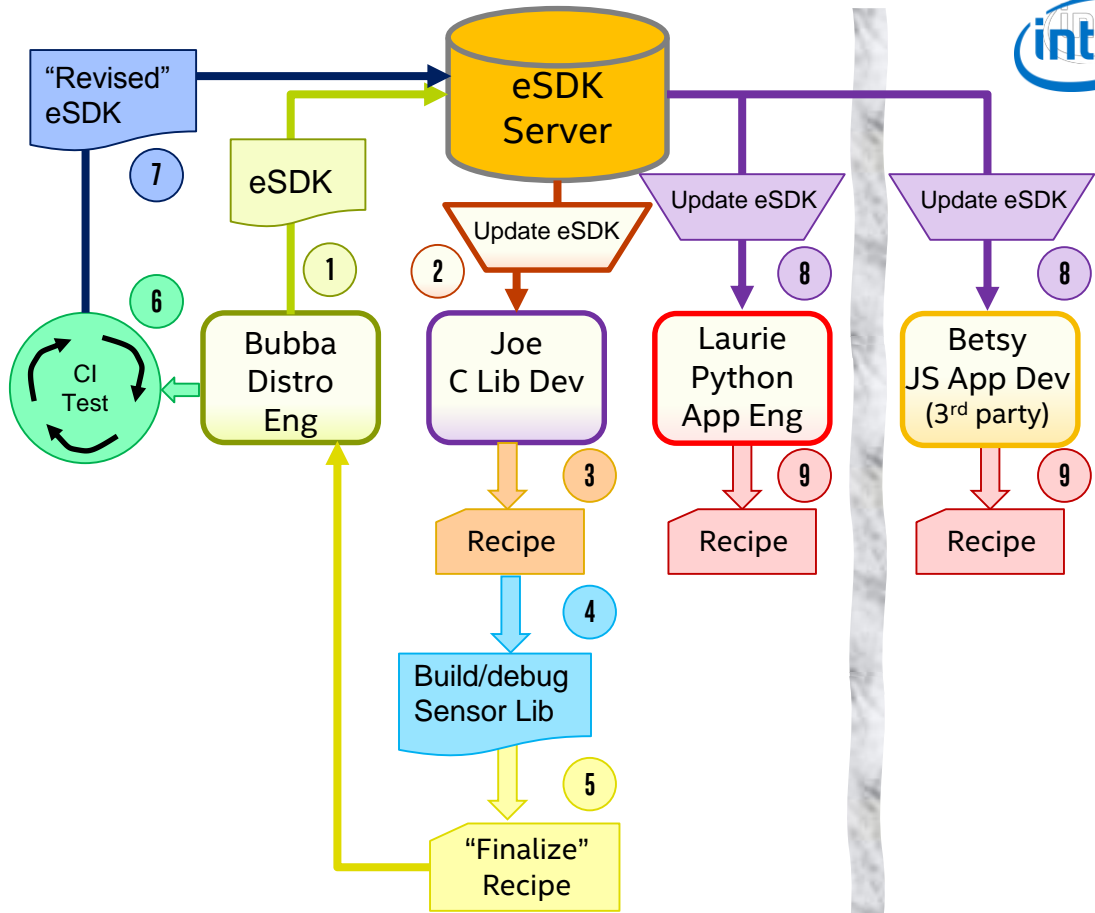 “Revised”
eSDK
7
eSDK
Server
int
eSDK
1
Update eSDK
2
Update eSDK
8
Update eSDK
8
6
CI
Test
Bubba
Distro
Eng
Joe
C Lib Dev
Laurie
Python
App Eng
Betsy
JS App Dev
(3rd party)
3
9
9
Recipe
Recipe
Recipe
4
Build/debug
Sensor Lib
5
“Finalize”
Recipe